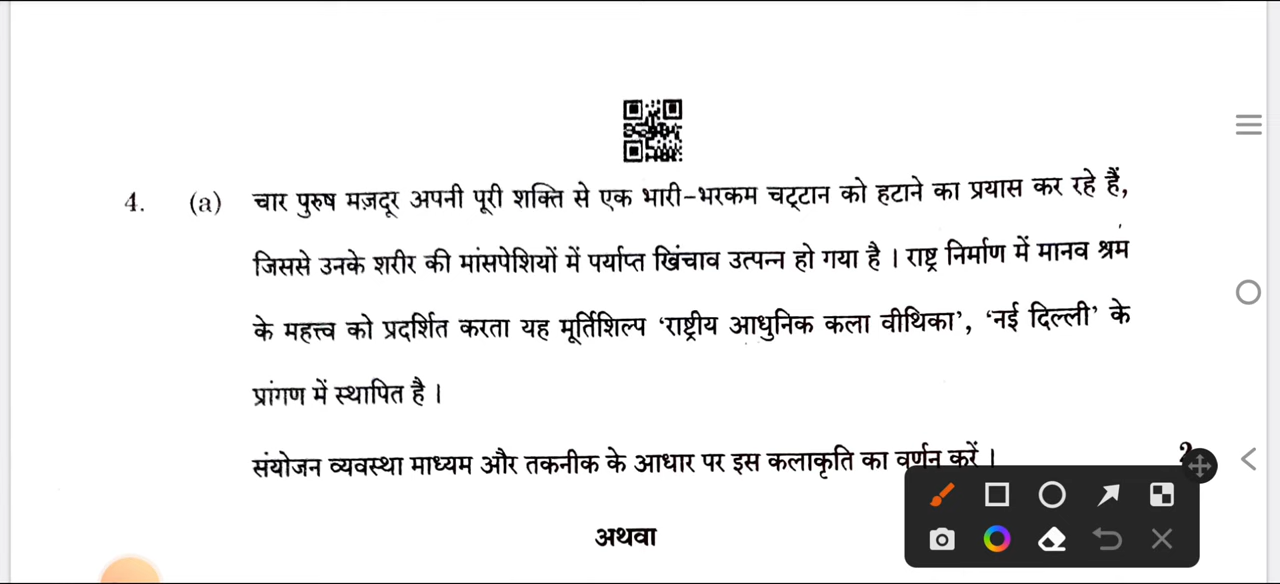 4. (a) चार पुरुष मज़दूर अपनी पूरी शक्ति से एक भारी-भरकम चट्टान को हटाने का प्रयास कर रहे हैं,
जिससे उनके शरीर की मांसपेशियों में पर्याप्त खिंचाव उत्पन्न हो गया है । राष्ट्र निर्माण में मानव श्रम
के महत्त्व को प्रदर्शित करता यह मूर्तिशिल्प ‘राष्ट्रीय आधुनिक कला वीथिका’, ‘नई दिल्ली’ के
प्रांगण में स्थापित है ।
संयोजन व्यवस्था माध्यम और तकनीक के आधार पर इस कलाकृति का वर्णन करें ।
अथवा